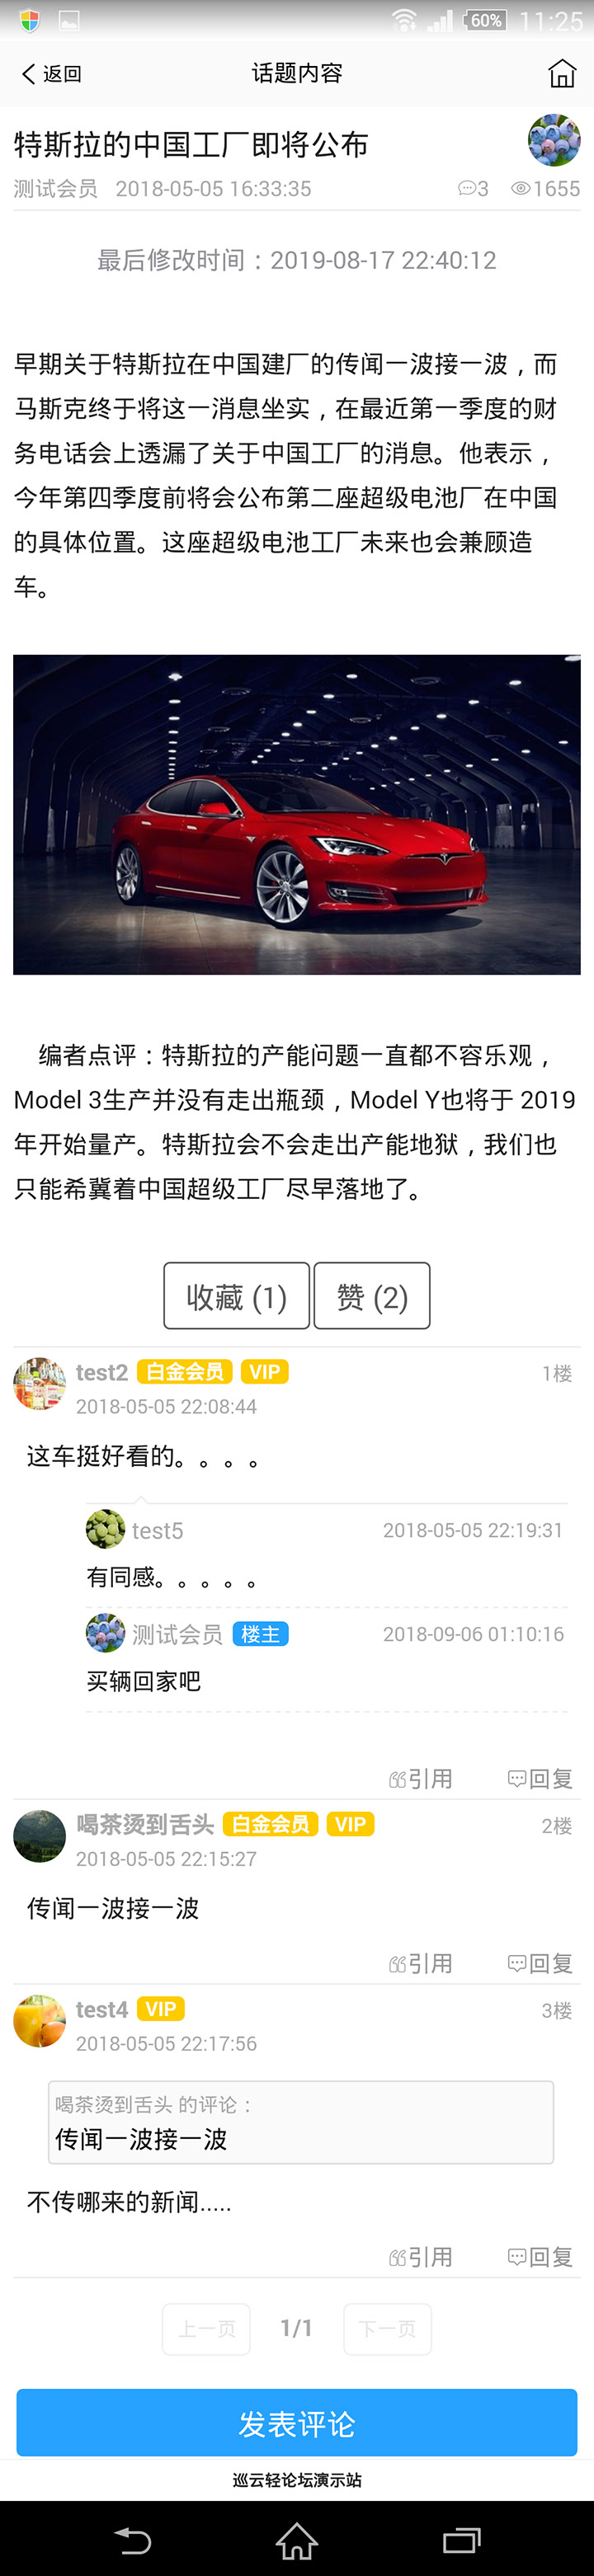 60% 11:25
返回 话题内容
特斯拉的中国工厂即将公布
测试会员 2018-05-05 16:33:35 3 1655
最后修改时间：2019-08-17 22:40:12
早期关于特斯拉在中国建厂的传闻一波接一波，而
马斯克终于将这一消息坐实，在最近第一季度的财
务电话会上透漏了关于中国工厂的消息。他表示，
今年第四季度前将会公布第二座超级电池厂在中国
的具体位置。这座超级电池工厂未来也会兼顾造
车。
编者点评：特斯拉的产能问题一直都不容乐观，
Model 3生产并没有走出瓶颈，Model Y也将于 2019
年开始量产。特斯拉会不会走出产能地狱，我们也
只能希冀着中国超级工厂尽早落地了。
收藏 (1) 赞 (2)
test2 白金会员 VIP 1楼
2018-05-05 22:08:44
这车挺好看的。。。。
test5 2018-05-05 22:19:31
有同感。。。。。
测试会员 楼主 2018-09-06 01:10:16
买辆回家吧
引用 回复
喝茶烫到舌头 白金会员 VIP 2楼
2018-05-05 22:15:27
传闻一波接一波
引用 回复
test4 VIP 3楼
2018-05-05 22:17:56
喝茶烫到舌头 的评论：
传闻一波接一波
不传哪来的新闻.....
引用 回复
上一页 1/1 下一页
发表评论
巡云轻论坛演示站